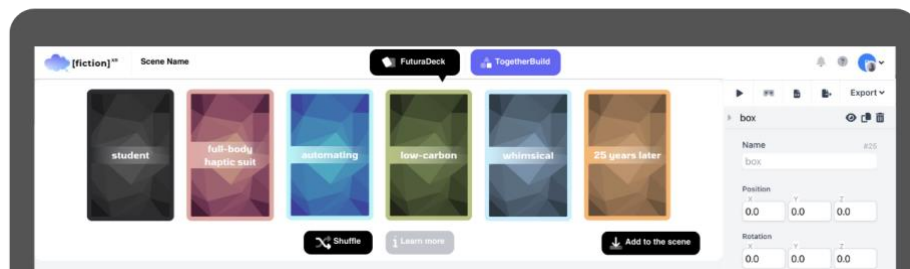 [fiction]XR Scene Name FuturaDeck TogetherBuild
Export
student
full-body
haptic suit
automating
low-carbon
whimsical
25 years later
box
Name #25
box
Position
X Y Z
0.0 0.0 0.0
Shuffle
i Learn more
Add to the scene
Rotation
X Y Z
0.0 0.0 0.0